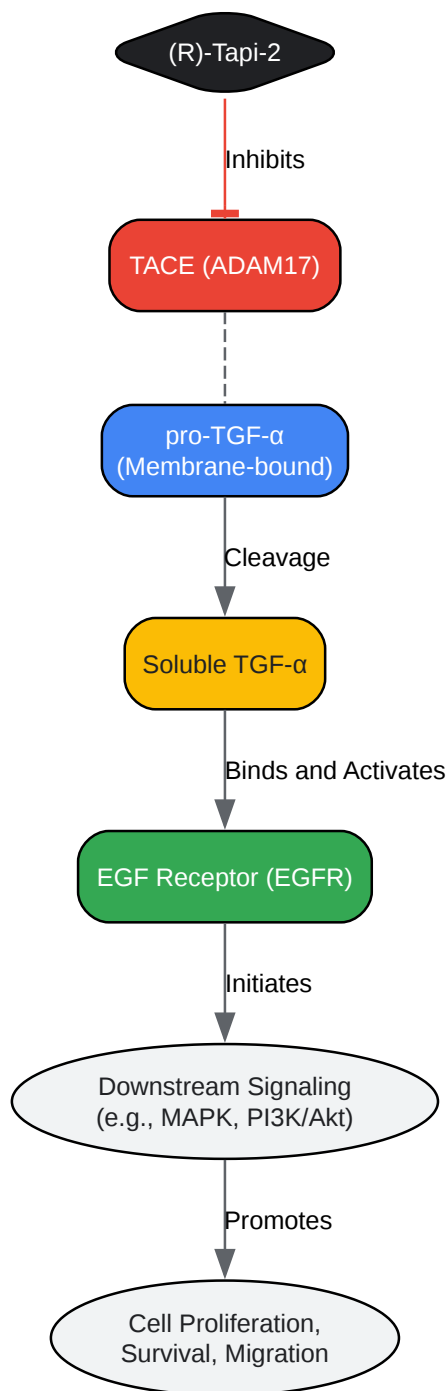 (R)-Tapi-2
Inhibits
TACE (ADAM17)
pro-TGF-α
(Membrane-bound)
Cleavage
Soluble TGF-α
Binds and Activates
EGF Receptor (EGFR)
Initiates
Downstream Signaling
(e.g., MAPK, PI3K/Akt)
Promotes
Cell Proliferation,
Survival, Migration